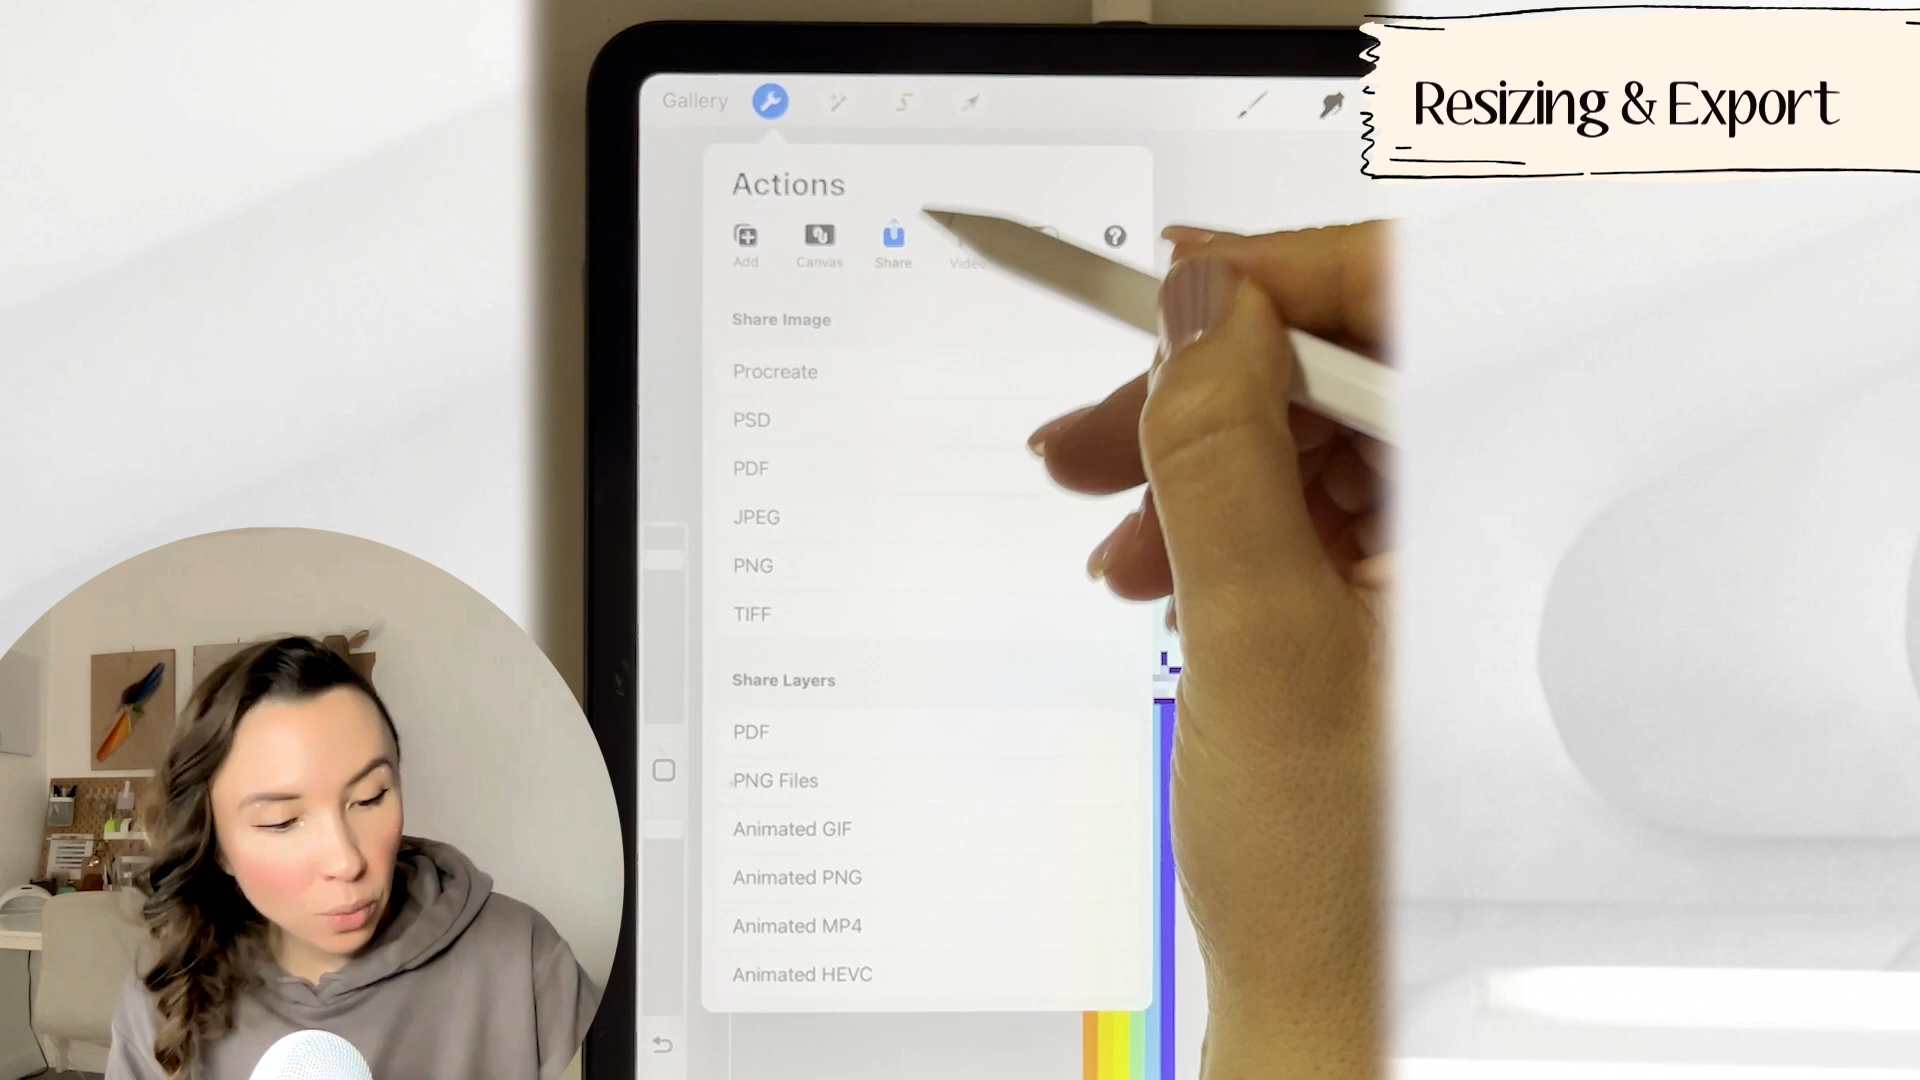 Resizing & Export
Gallery
Actions
Add
Canvas
Share
Video
Share Image
Procreate
PSD
PDF
JPEG
PNG
TIFF
Share Layers
PDF
PNG Files
Animated GIF
Animated PNG
Animated MP4
Animated HEVC